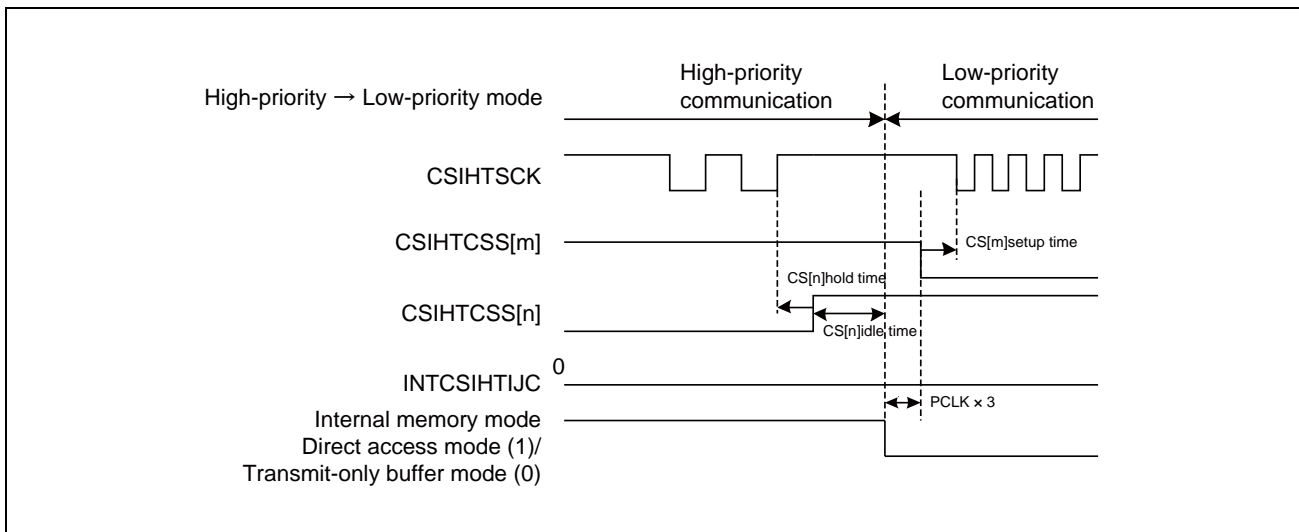 High-priority
communication
Low-priority
communication
High-priority → Low-priority mode
CSIHTSCK
CSIHTCSS[m]
CS[m]setup time
CS[n]hold time
CSIHTCSS[n]
CS[n]idle time
0
INTCSIHTIJC
PCLK × 3
Internal memory mode
Direct access mode (1)/
Transmit-only buffer mode (0)